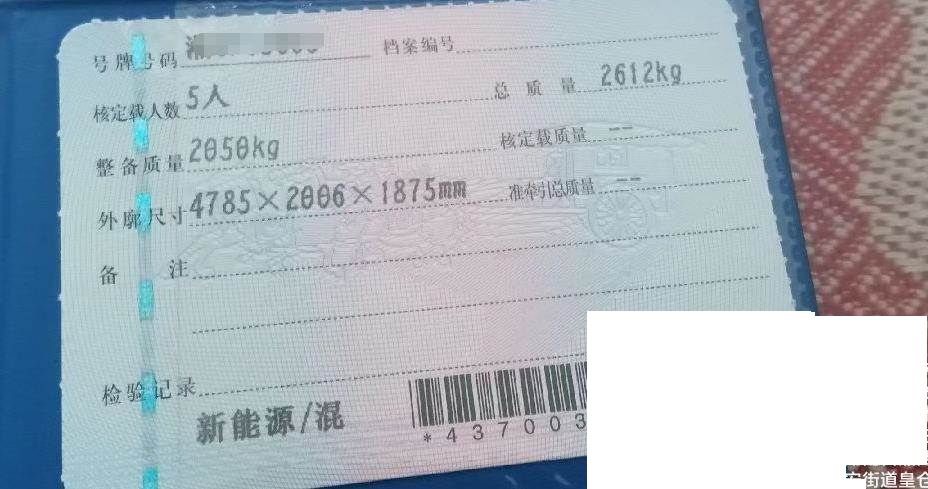 号牌号码 档案编号
核定载人数 5人 总质量 2612kg
整备质量 2050kg 核定载质量 --
外廓尺寸 4785×2006×1875mm 准牵引总质量 --
备注
检验记录
新能源/混
*437003
街道皇仓